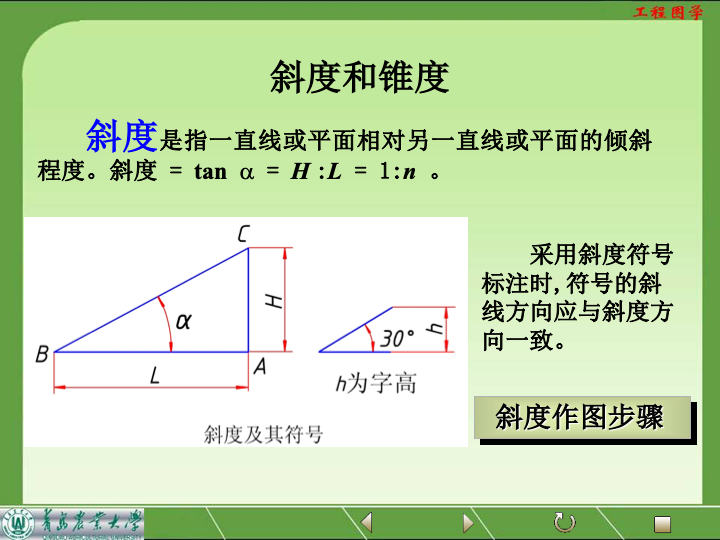 工程图学
斜度和锥度
斜度是指一直线或平面相对另一直线或平面的倾斜
程度。斜度 = tan α = H :L = 1:n 。
C
H
α
B
A
L
30°
h
h为字高
斜度及其符号
采用斜度符号
标注时,符号的斜
线方向应与斜度方
向一致。
斜度作图步骤
青岛农业大学